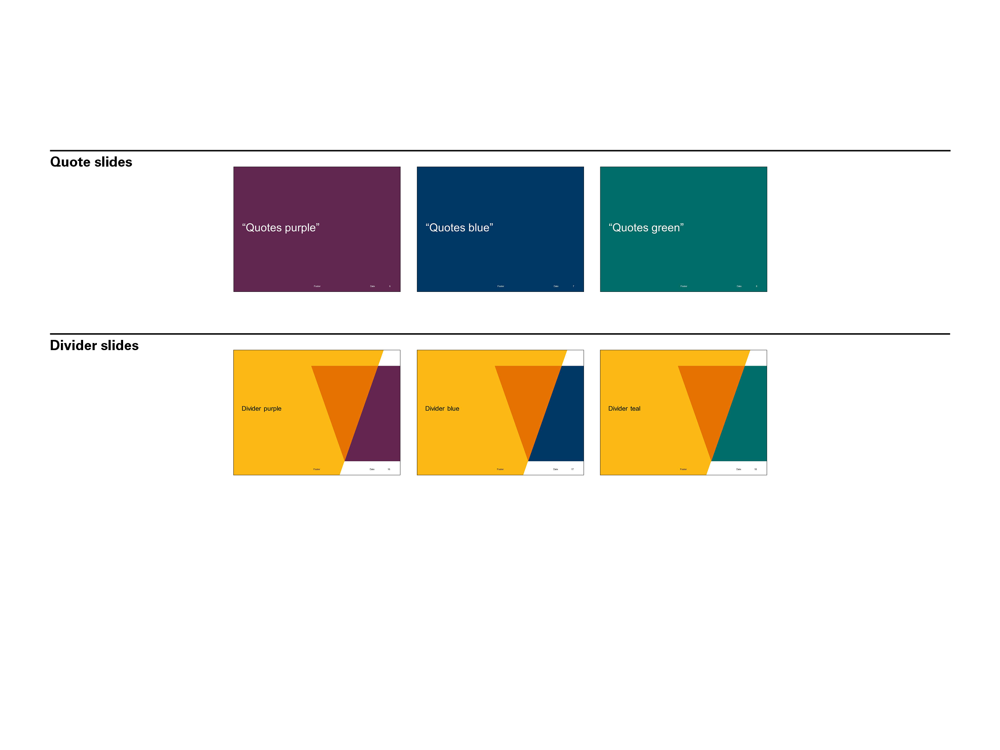 Quote slides
“Quotes purple”
Footer Date 6
“Quotes blue”
Footer Date 7
“Quotes green”
Footer Date 8
Divider slides
Divider purple
Footer Date 16
Divider blue
Footer Date 17
Divider teal
Footer Date 18